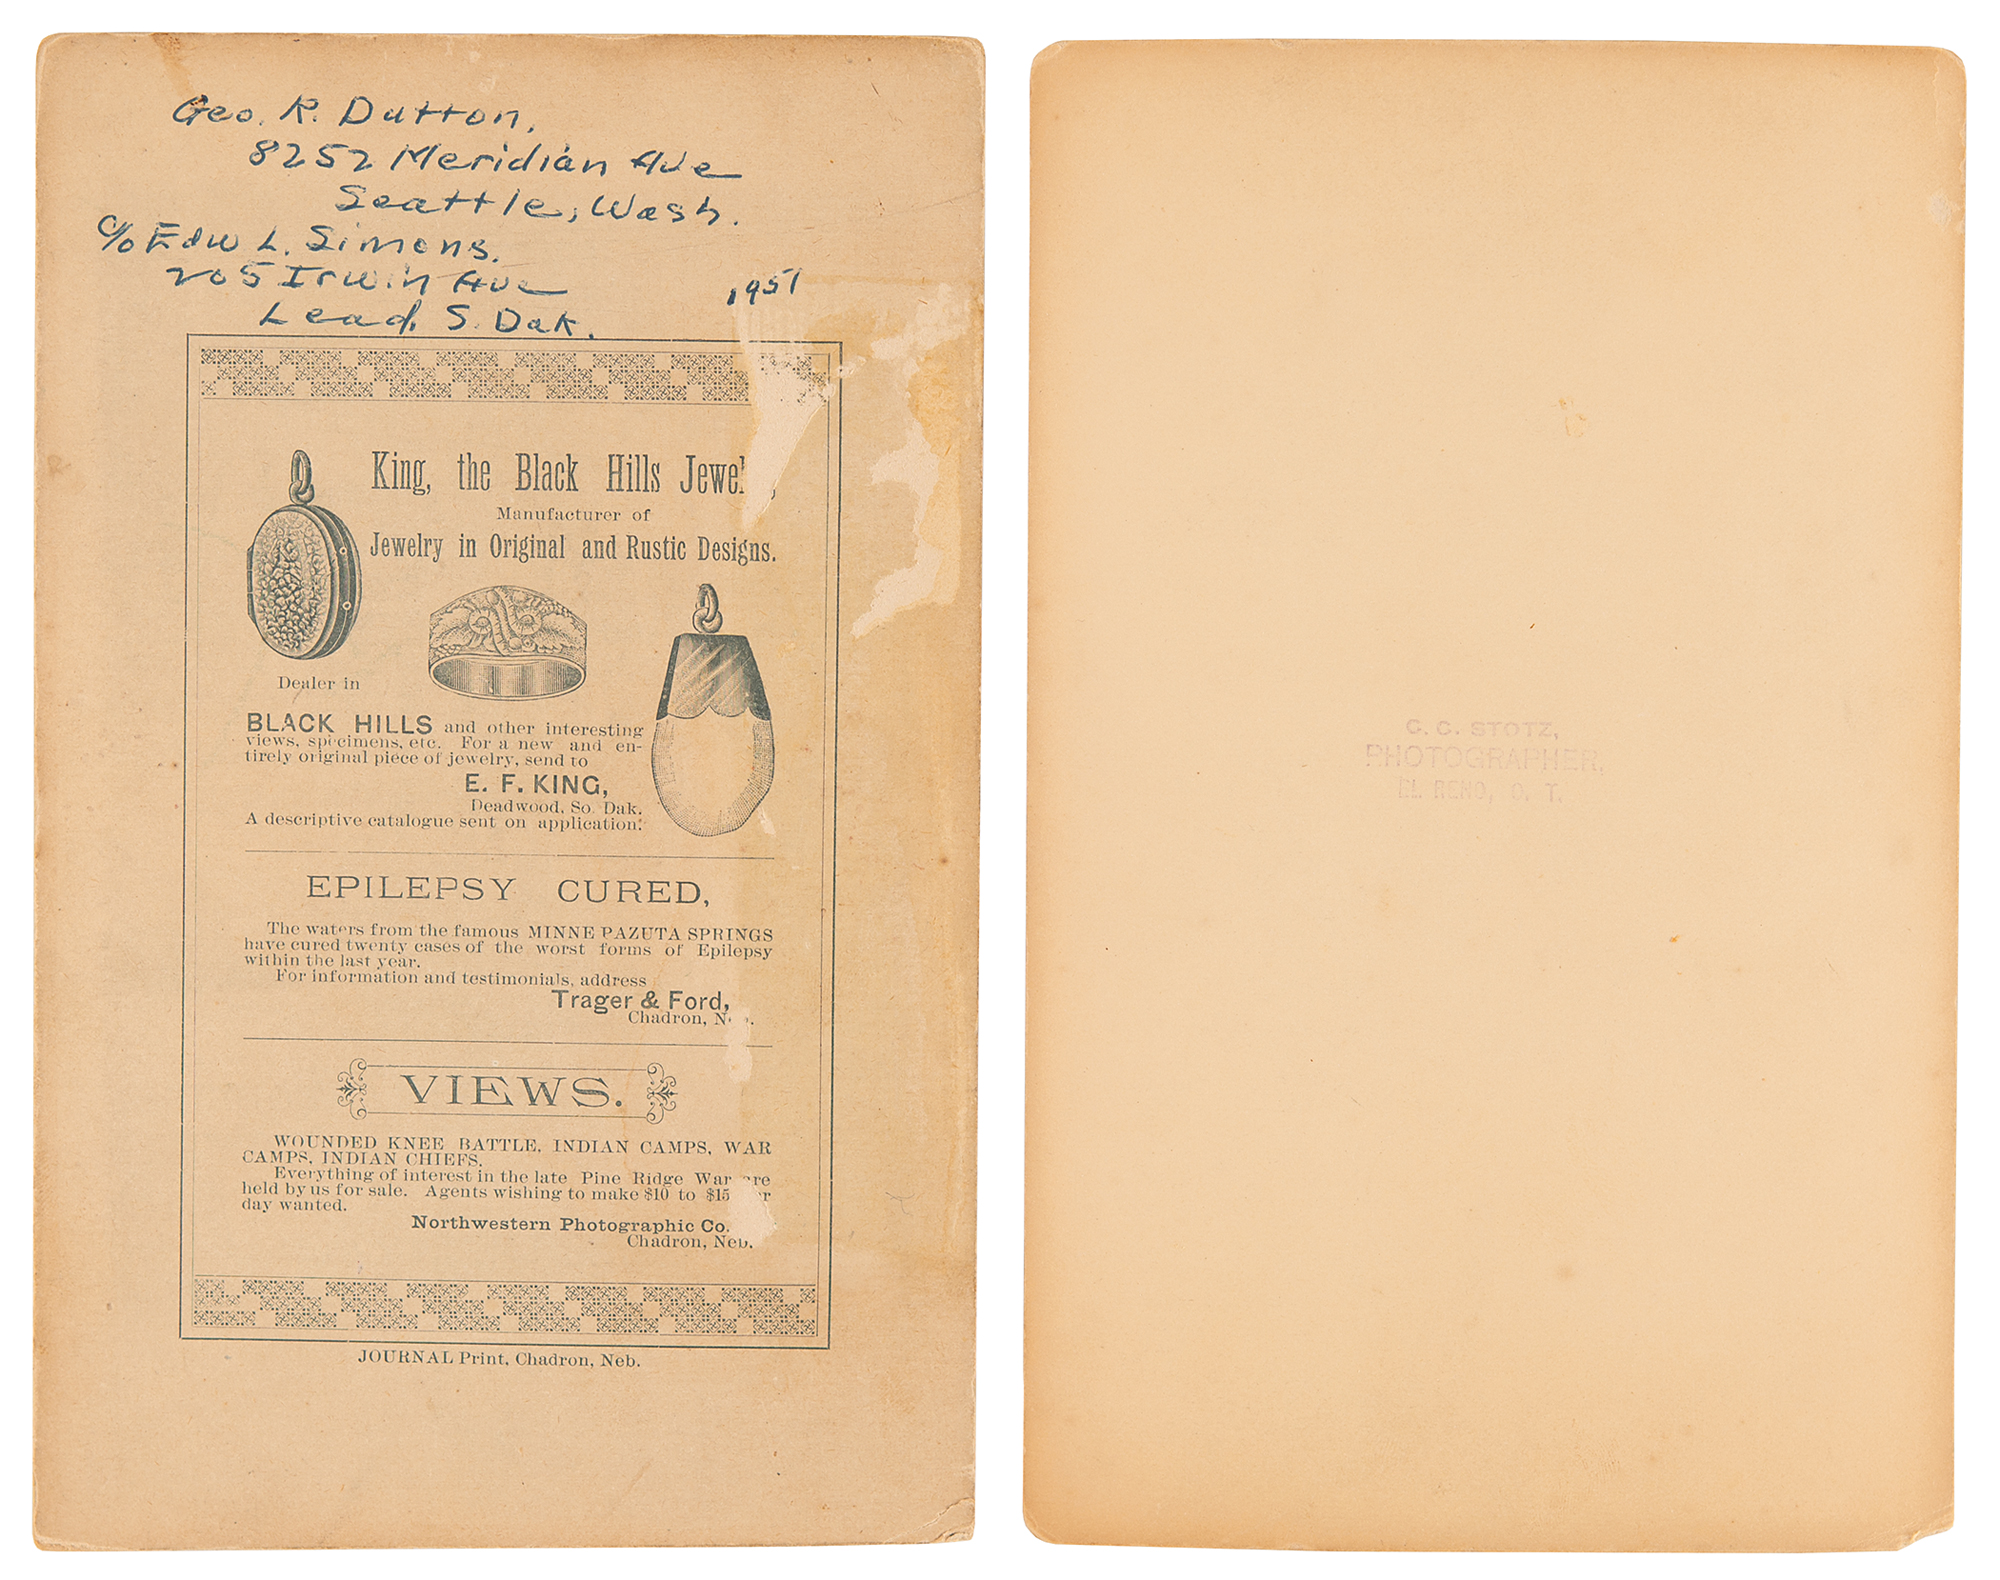 Geo. R. Dutton,
8252 Meridian Ave
Seattle, Wash.
c/o Edw L. Simons.
205 Irwin Ave
1951
Lead, S. Dak.
King, the Black Hills
Manufacturer of
Jewelry in Original and Rustic Designs.
Dealer in
BLACK HILLS and other interesting
views, specimens, etc. For a new and en-
tirely original piece of jewelry, send to
E. F. KING,
Deadwood, So. Dak.
A descriptive catalogue sent on application.
EPILEPSY CURED,
The waters from the famous MINNE PAZUTA SPRINGS
have cured twenty cases of the worst forms of Epilepsy
within the last year.
For information and testimonials, address
Trager & Ford,
Chadron,
VIEWS.
WOUNDED KNEE BATTLE, INDIAN CAMPS, WAR
CAMPS, INDIAN CHIEFS.
Everything of interest in the late Pine Ridge War are
held by us for sale. Agents wishing to make $10 to $15
day wanted.
Northwestern Photographic Co.
Chadron, Neb.
JOURNAL Print, Chadron, Neb.
C. C. STOTZ,
PHOTOGRAPHER,
EL RENO, O. T.